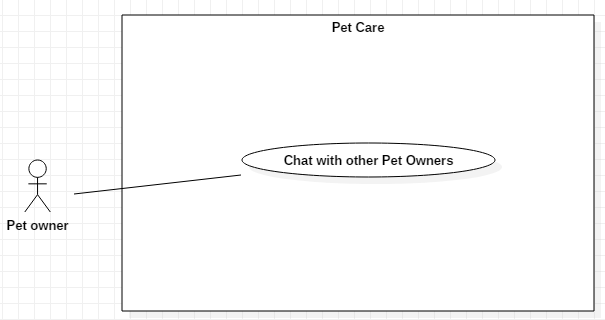 Pet Care
Chat with other Pet Owners
Pet owner